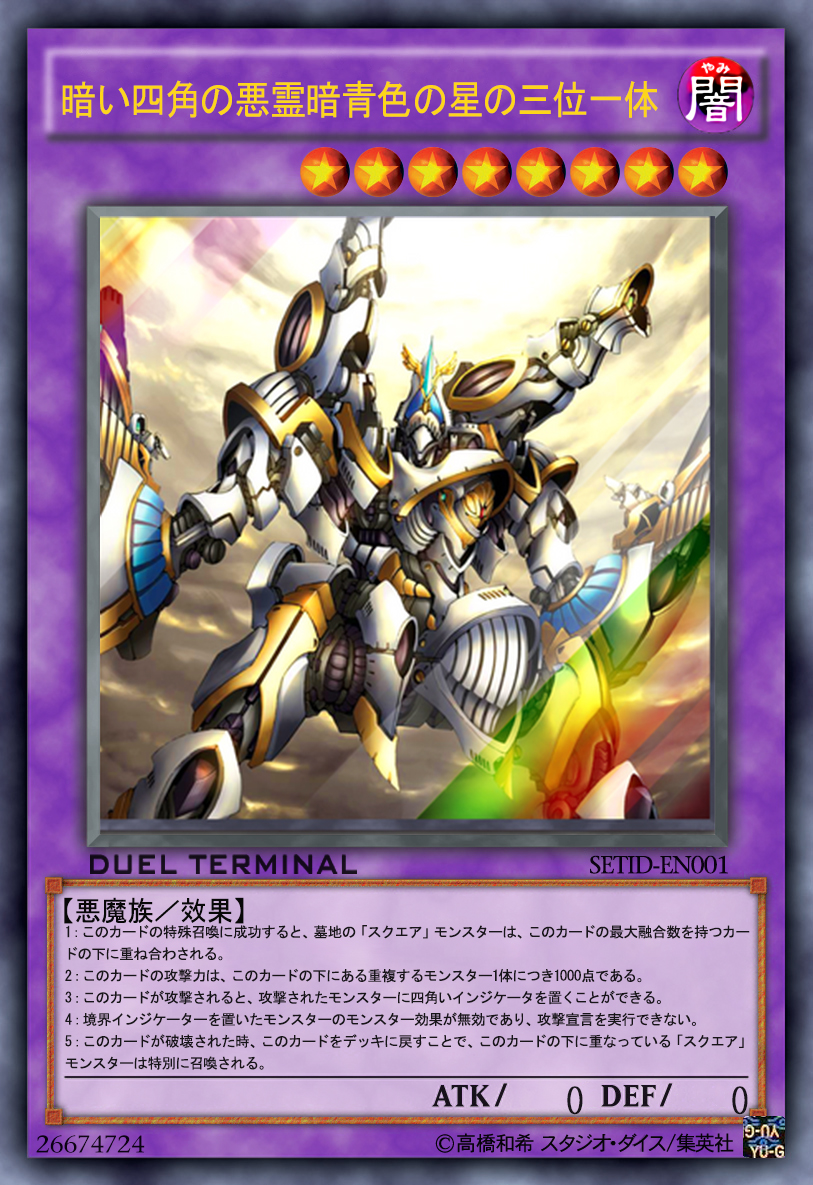 暗い四角の悪霊暗青色の星の三位一体
やみ
闇
DUEL TERMINAL
SETID-EN001
【悪魔族／効果】
1：このカードの特殊召喚に成功すると、墓地の「スクエア」モンスターは、このカードの最大融合数を持つカー
ドの下に重ね合わされる。
2：このカードの攻撃力は、このカードの下にある重複するモンスター1体につき1000点である。
3：このカードが攻撃されると、攻撃されたモンスターに四角いインジケータを置くことができる。
4：境界インジケーターを置いたモンスターのモンスター効果が無効であり、攻撃宣言を実行できない。
5：このカードが破壊された時、このカードをデッキに戻すことで、このカードの下に重なっている「スクエア」
モンスターは特別に召喚される。
ATK/ 0 DEF/ 0
26674724
©高橋和希 スタジオ・ダイス/集英社
YU-G
YU-G